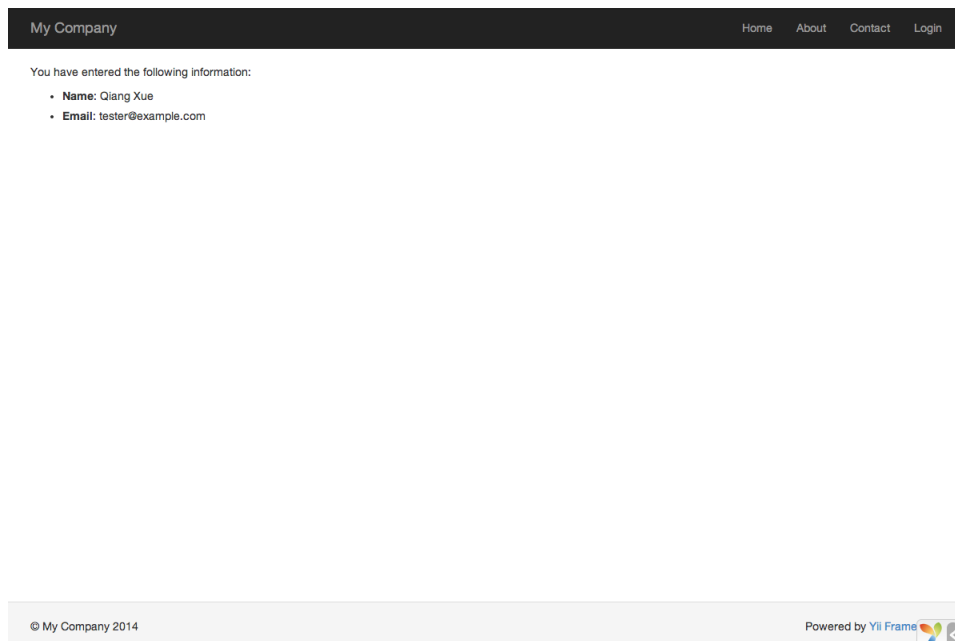 My Company Home About Contact Login
You have entered the following information:
• Name: Qiang Xue
• Email: tester@example.com
© My Company 2014 Powered by Yii Frame